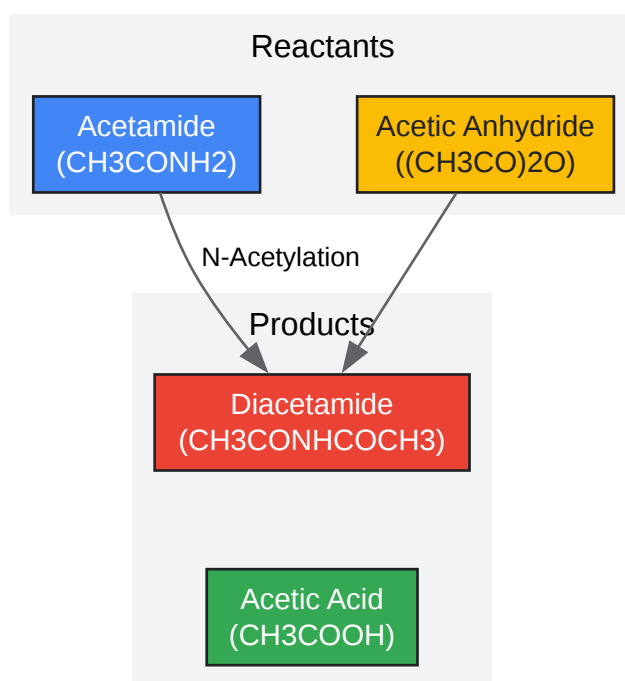 Reactants
Acetamide
(CH3CONH2)
Acetic Anhydride
((CH3CO)2O)
N-Acetylation
Products
Diacetamide
(CH3CONHCOCH3)
Acetic Acid
(CH3COOH)